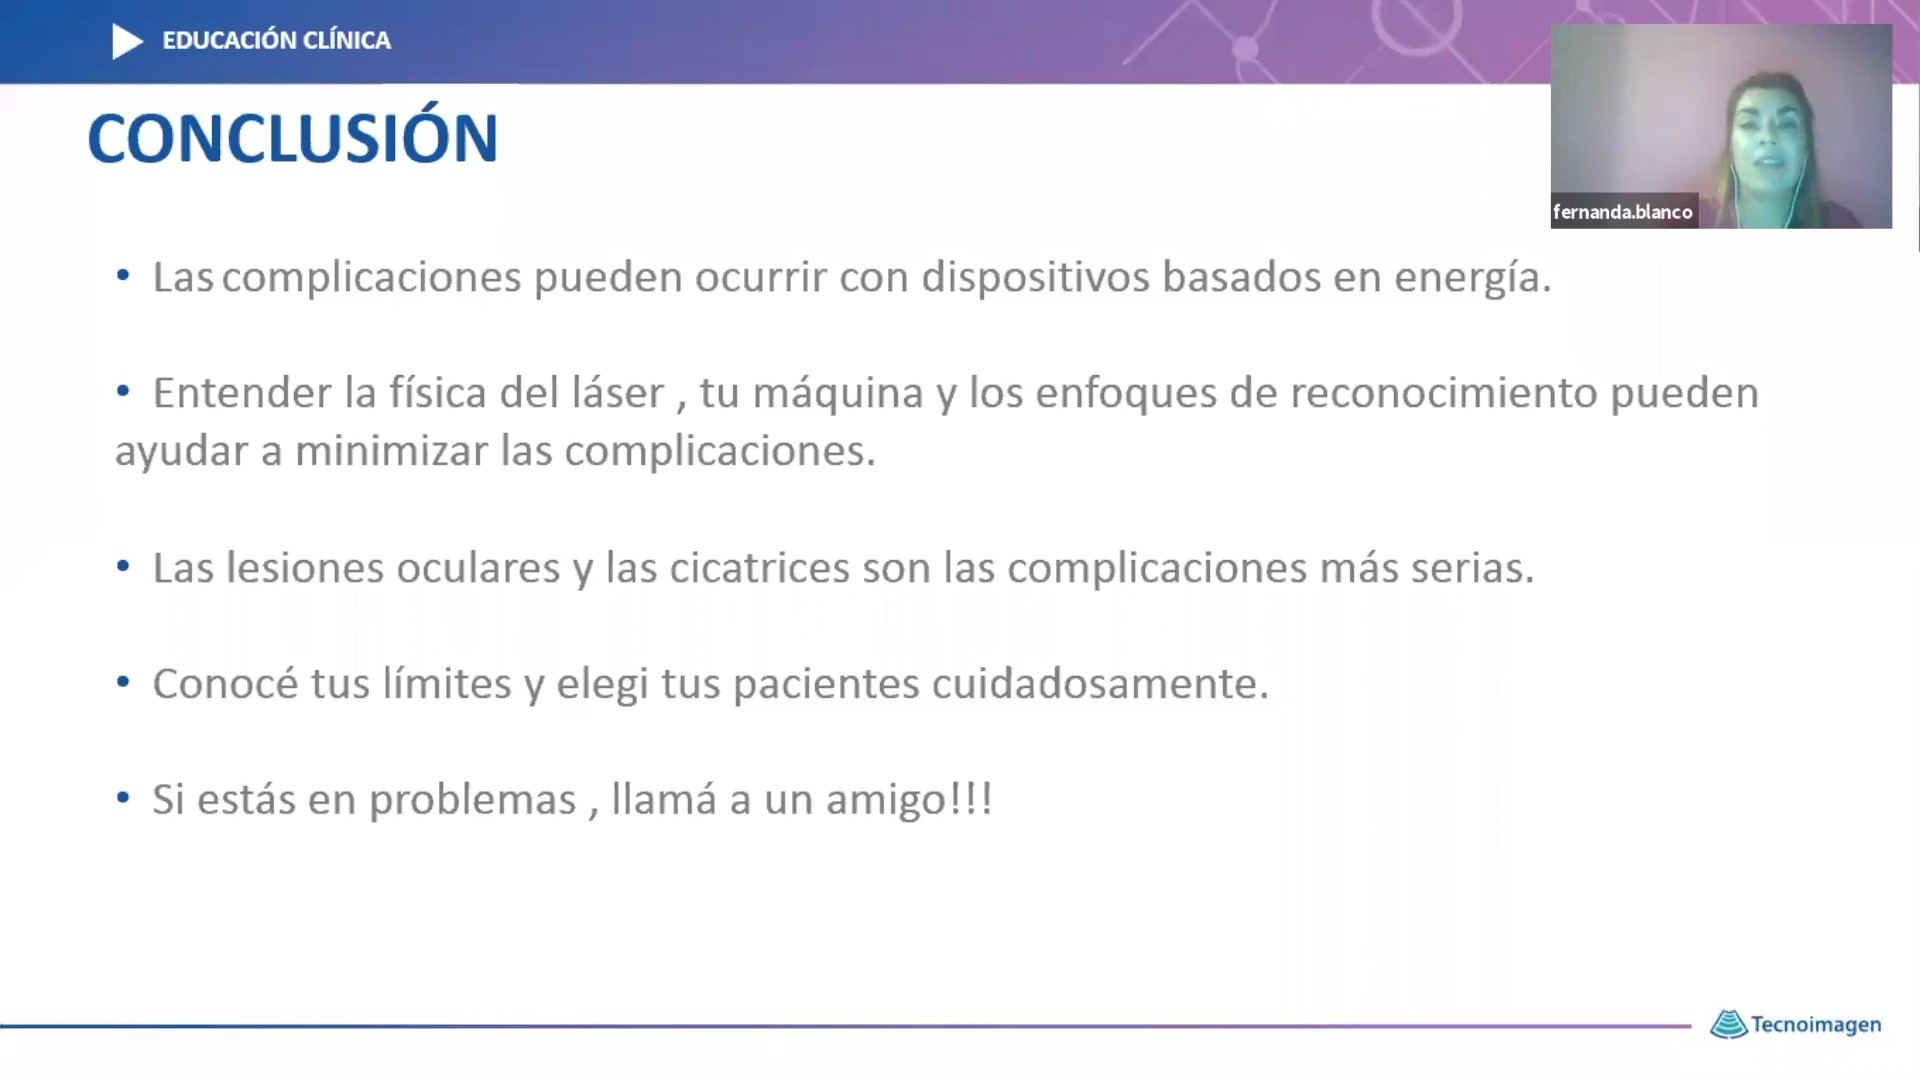 EDUCACIÓN CLÍNICA
CONCLUSIÓN
fernanda.blanco
• Las complicaciones pueden ocurrir con dispositivos basados en energía.
• Entender la física del láser , tu máquina y los enfoques de reconocimiento pueden
ayudar a minimizar las complicaciones.
• Las lesiones oculares y las cicatrices son las complicaciones más serias.
• Conocé tus límites y elegi tus pacientes cuidadosamente.
• Si estás en problemas , llamá a un amigo!!!
Tecnoimagen